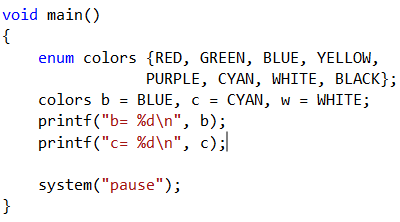 void main()
{
    enum colors {RED, GREEN, BLUE, YELLOW,
                 PURPLE, CYAN, WHITE, BLACK};
    colors b = BLUE, c = CYAN, w = WHITE;
    printf("b= %d\n", b);
    printf("c= %d\n", c);

    system("pause");
}